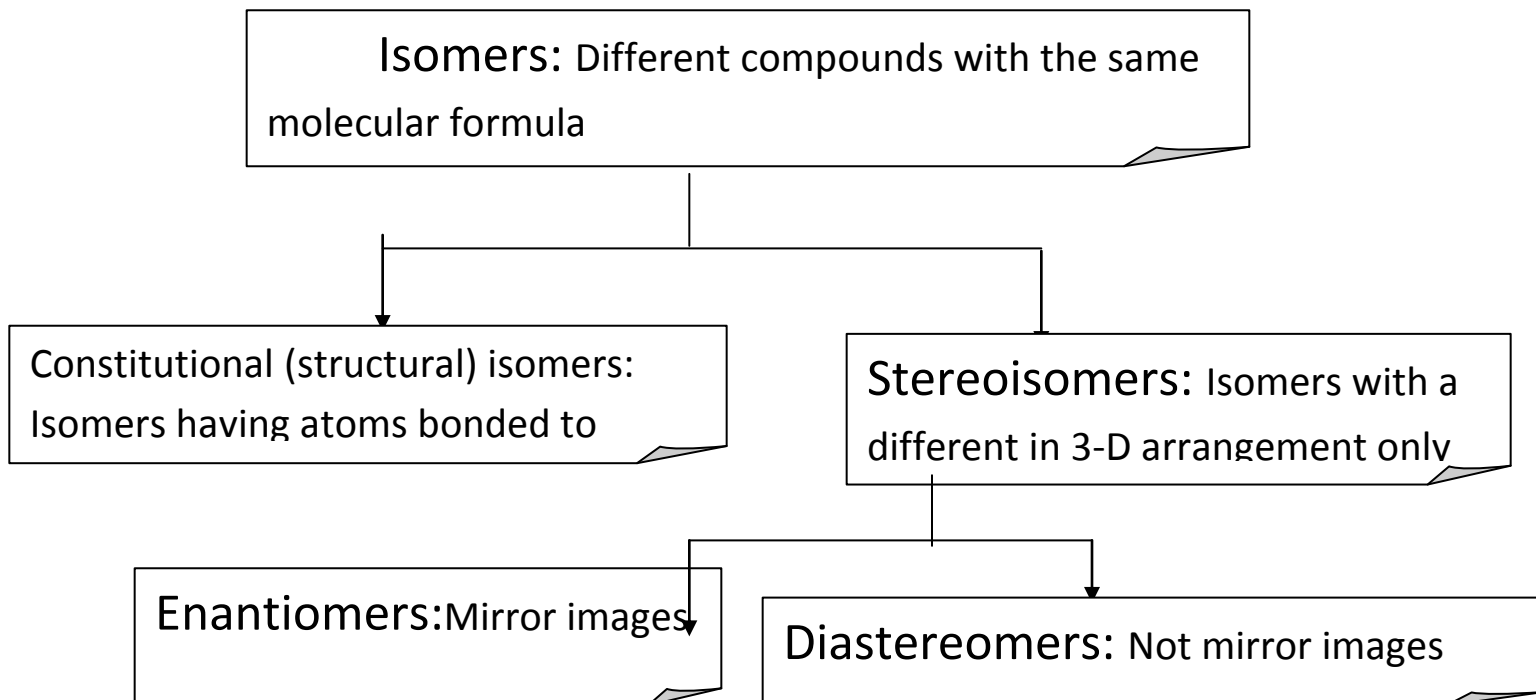 Isomers: Different compounds with the same
molecular formula
Constitutional (structural) isomers:
Isomers having atoms bonded to
Stereoisomers: Isomers with a
different in 3-D arrangement only
Enantiomers:Mirror images
Diastereomers: Not mirror images